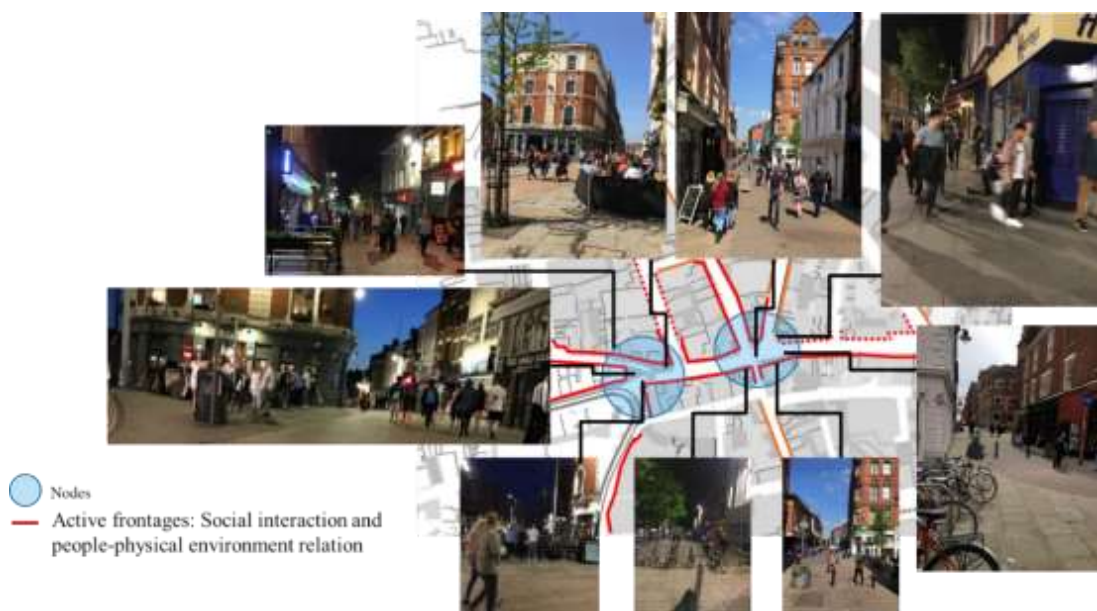 Nodes
Active frontages: Social interaction and
people-physical environment relation